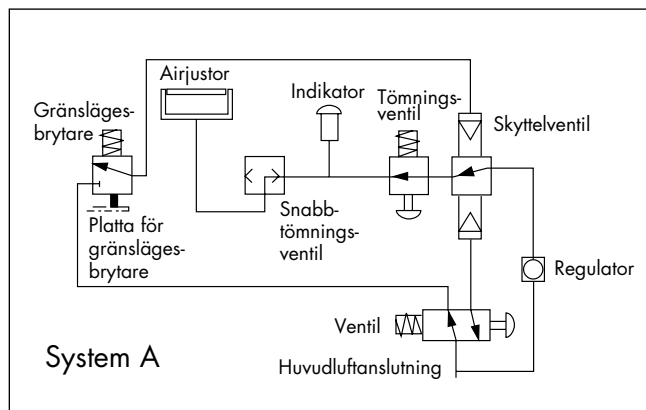 Airjustor
Gränsläges-
brytare
Indikator
Tömnings-
ventil
Skyttelventil
Platta för
gränsläges-
brytare
Snabb-
tömnings-
ventil
Regulator
Ventil
System A
Huvudluftanslutning